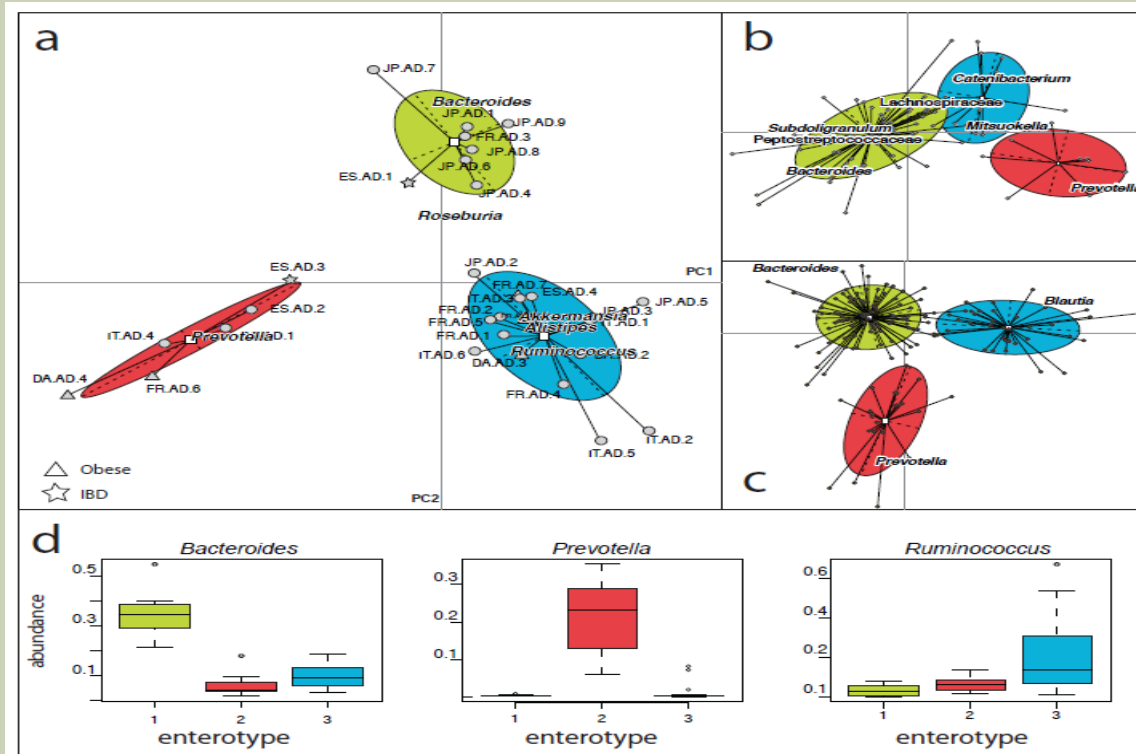 a
JP.AD.7
Bacteroides
JP.AD.1
JP.AD.9
FR.AD.3
JP.AD.8
JP.AD.6
ES.AD.1
JP.AD.4
Roseburia
ES.AD.3
JP.AD.2
PC1
FR.AD.7
ES.AD.4
ES.AD.2
IT.AD.3
JP.AD.5
FR.AD.2
Akkermansia
JP.AD.3
IT.AD.4
FR.AD.5
Alistipes
IT.AD.1
Prevotella
AD.1
FR.AD.1
Ruminococcus
IT.AD.6
DA.AD.3
DA.AD.4
FR.AD.6
FR.AD.4
IT.AD.2
IT.AD.5
Obese
IBD
PC2
b
Catenibacterium
Lachnospiraceae
Subdoligranulum
Mitsuokella
Peptostreptococcaceae
Bacteroides
Prevotella
Bacteroides
Blautia
Prevotella
c
d
Bacteroides
abundance
0.5
0.3
0.1
1 2 3
enterotype
Prevotella
0.3
0.2
0.1
1 2 3
enterotype
Ruminococcus
0.6
0.4
0.2
0.1
1 2 3
enterotype